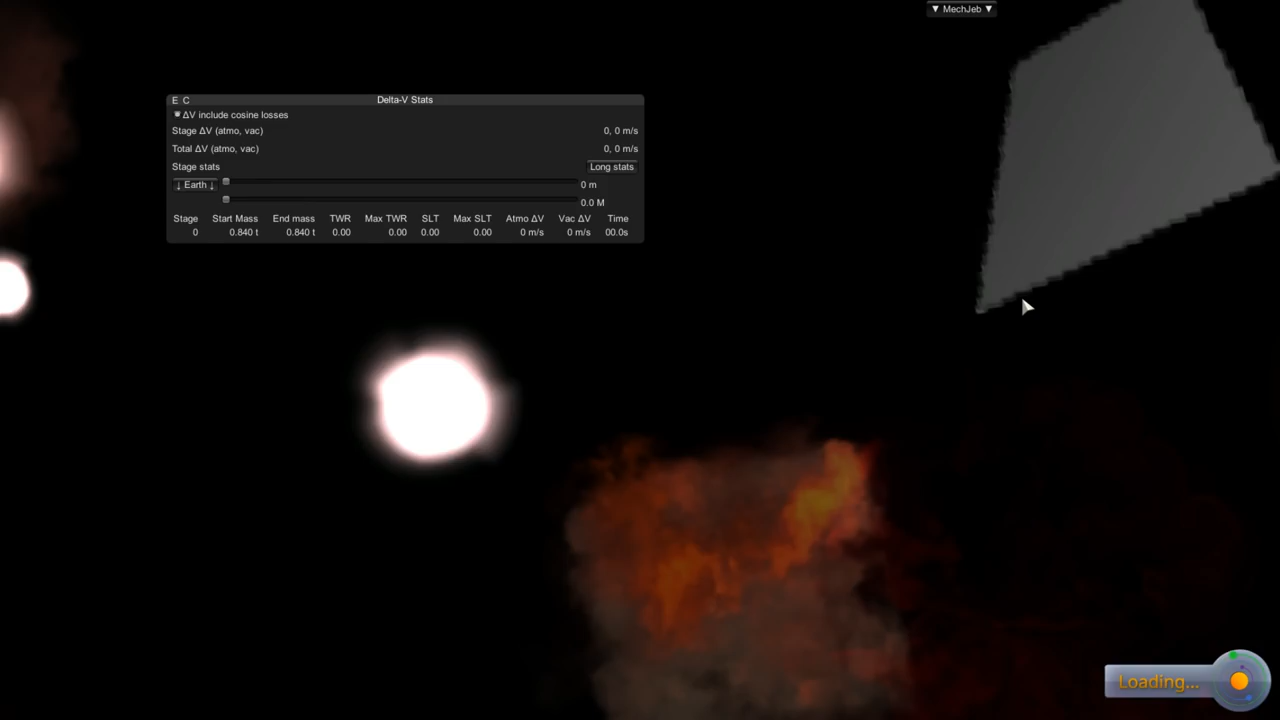 ▼ MechJeb ▼
E C Delta-V Stats
ΔV include cosine losses
Stage ΔV (atmo, vac) 0, 0 m/s
Total ΔV (atmo, vac) 0, 0 m/s
Stage stats Long stats
↓ Earth ↓ 0 m
0.0 M
Stage Start Mass End mass TWR Max TWR SLT Max SLT Atmo ΔV Vac ΔV Time
0 0.840 t 0.840 t 0.00 0.00 0.00 0.00 0 m/s 0 m/s 00.0s
Loading...